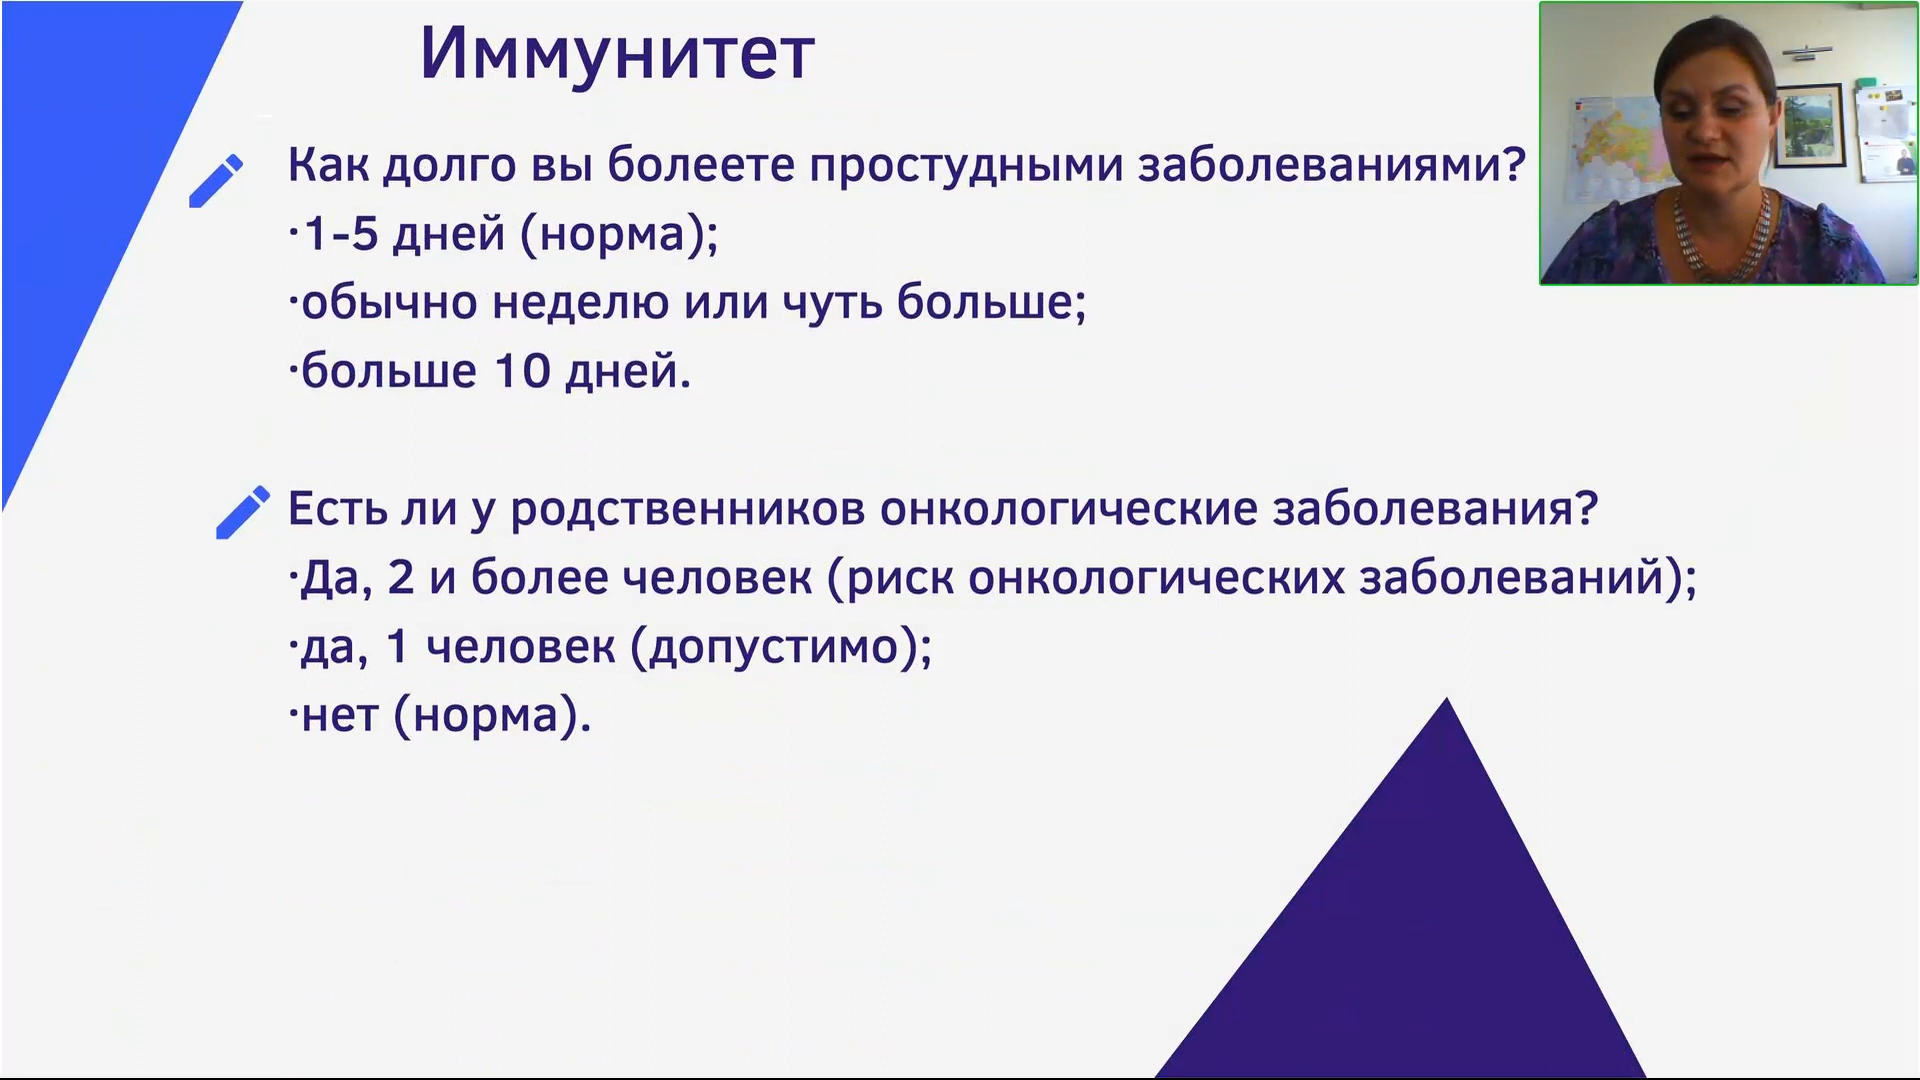 Иммунитет
Как долго вы болеете простудными заболеваниями?
·1-5 дней (норма);
·обычно неделю или чуть больше;
·больше 10 дней.
Есть ли у родственников онкологические заболевания?
·Да, 2 и более человек (риск онкологических заболеваний);
·да, 1 человек (допустимо);
·нет (норма).